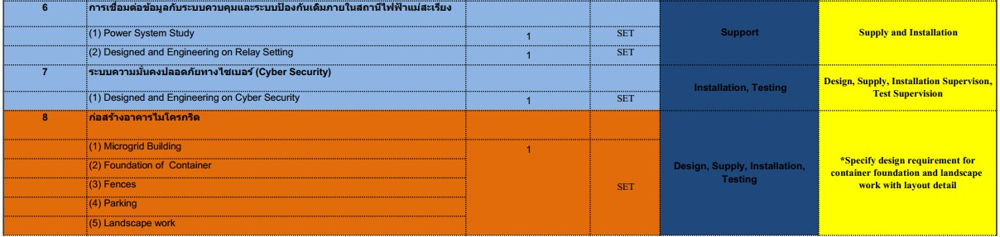 6 การเชื่อมต่อข้อมูลกับระบบควบคุมและระบบป้องกันเดิมภายในสถานีไฟฟ้าแม่สะเรียง
(1) Power System Study 1 SET
Support
Supply and Installation
(2) Designed and Engineering on Relay Setting 1 SET
7 ระบบความมั่นคงปลอดภัยทางไซเบอร์ (Cyber Security)
Installation, Testing
Design, Supply, Installation Supervison,
Test Supervision
(1) Designed and Engineering on Cyber Security 1 SET
8 ก่อสร้างอาคารไมโครกริด
(1) Microgrid Building 1
(2) Foundation of Container
(3) Fences
SET
Design, Supply, Installation,
Testing
*Specify design requirement for
container foundation and landscape
work with layout detail
(4) Parking
(5) Landscape work